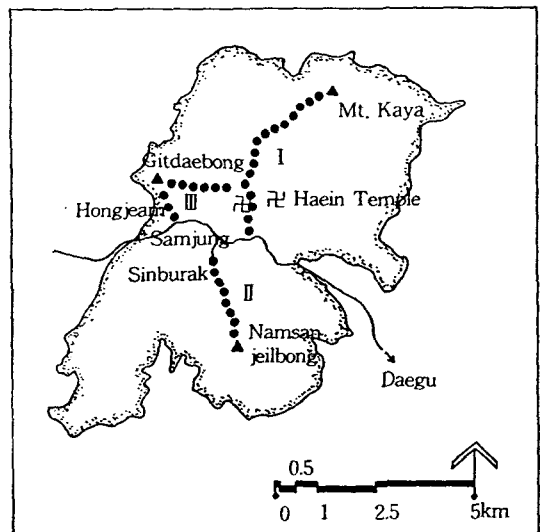 Mt. Kaya
I
Gitdaebong
III
卍 卍 Haein Temple
Hongjeam
Samjung
Sinburak
II
Namsan
jeilbong
Daegu
0.5
0 1 2.5 5km